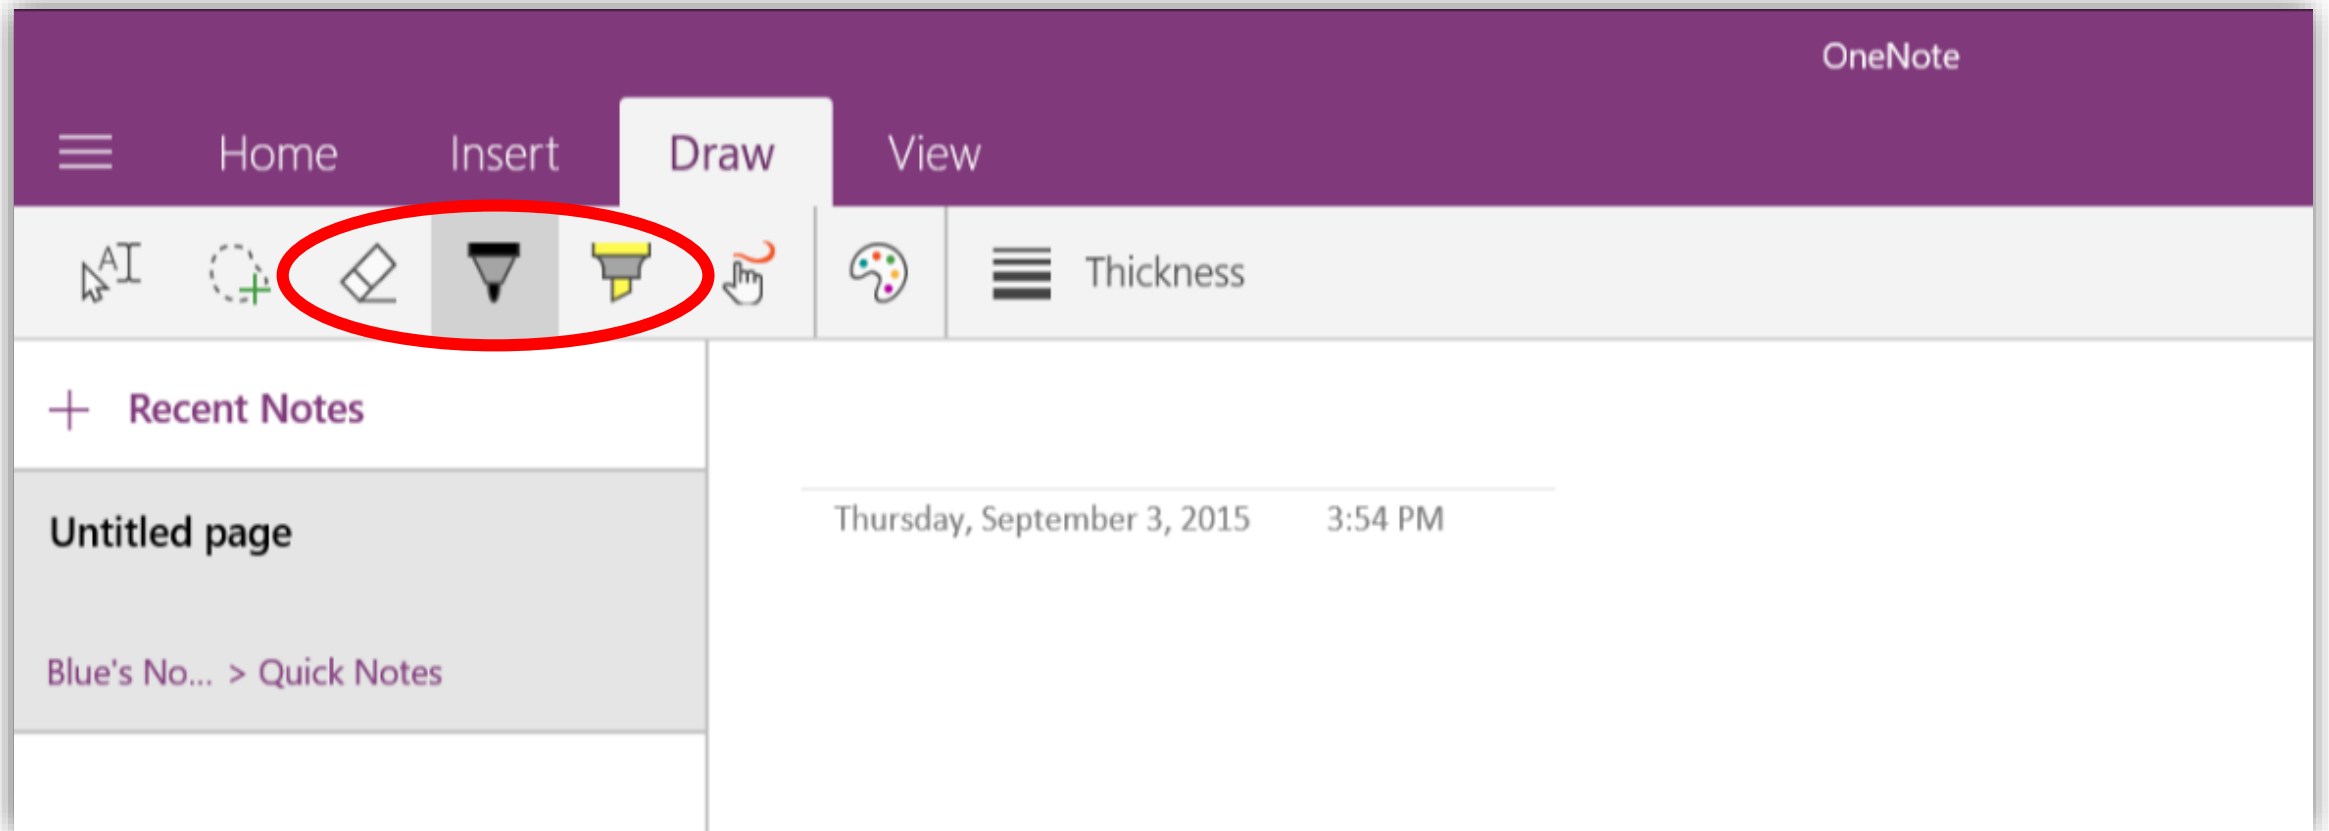 OneNote
Home Insert Draw View
Thickness
Recent Notes
Untitled page
Blue's No... > Quick Notes
Thursday, September 3, 2015 3:54 PM